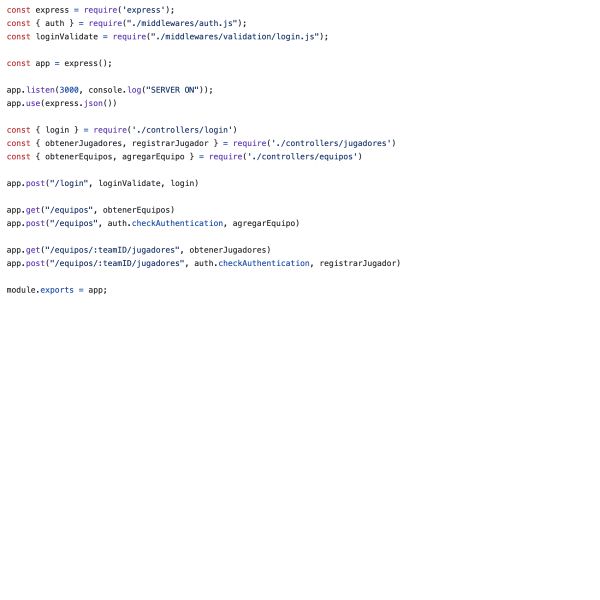 const express = require('express');
const { auth } = require("./middlewares/auth.js");
const loginValidate = require("./middlewares/validation/login.js");
const app = express();
app.listen(3000, console.log("SERVER ON"));
app.use(express.json())
const { login } = require('./controllers/login')
const { obtenerJugadores, registrarJugador } = require('./controllers/jugadores')
const { obtenerEquipos, agregarEquipo } = require('./controllers/equipos')
app.post("/login", loginValidate, login)
app.get("/equipos", obtenerEquipos)
app.post("/equipos", auth.checkAuthentication, agregarEquipo)
app.get("/equipos/:teamID/jugadores", obtenerJugadores)
app.post("/equipos/:teamID/jugadores", auth.checkAuthentication, registrarJugador)
module.exports = app;